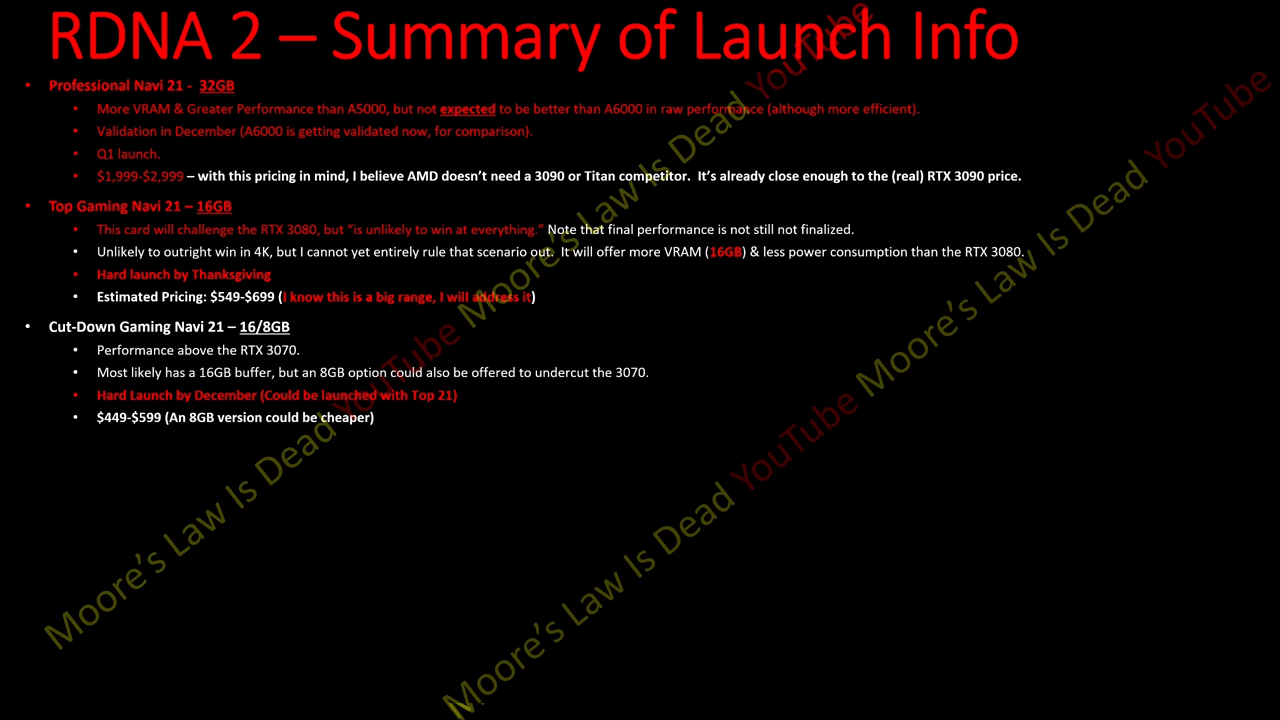 RDNA 2 – Summary of Launch Info
• Professional Navi 21 - 32GB
• More VRAM & Greater Performance than A5000, but not expected to be better than A6000 in raw performance (although more efficient).
• Validation in December (A6000 is getting validated now, for comparison).
• Q1 launch.
• $1,999-$2,999 – with this pricing in mind, I believe AMD doesn't need a 3090 or Titan competitor. It's already close enough to the (real) RTX 3090 price.
• Top Gaming Navi 21 – 16GB
• This card will challenge the RTX 3080, but "is unlikely to win at everything." Note that final performance is not still not finalized.
• Unlikely to outright win in 4K, but I cannot yet entirely rule that scenario out. It will offer more VRAM (16GB) & less power consumption than the RTX 3080.
• Hard launch by Thanksgiving
• Estimated Pricing: $549-$699 (I know this is a big range, I will address it)
• Cut-Down Gaming Navi 21 – 16/8GB
• Performance above the RTX 3070.
• Most likely has a 16GB buffer, but an 8GB option could also be offered to undercut the 3070.
• Hard Launch by December (Could be launched with Top 21)
• $449-$599 (An 8GB version could be cheaper)
Moore's Law Is Dead YouTube Moore's Law Is Dead YouTube
Moore's Law Is Dead YouTube Moore's Law Is Dead YouTube